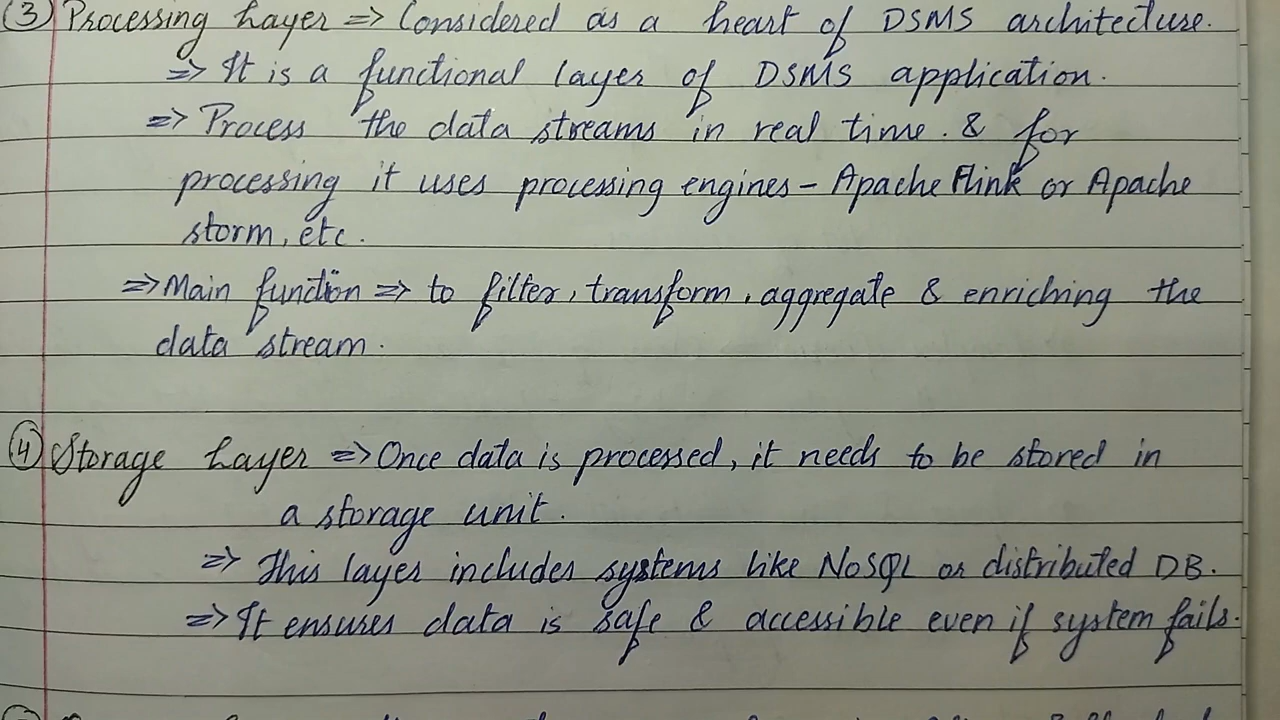 (3) Processing Layer => Considered as a heart of DSMS architecture.
=> It is a functional layer of DSMS application.
=> Process the data streams in real time. & for
processing it uses processing engines - Apache Flink or Apache
storm, etc.
=> Main function => to filter, transform, aggregate & enriching the
data stream.
(4) Storage Layer => Once data is processed, it needs to be stored in
a storage unit.
=> This layer includes systems like NoSQL or distributed DB.
=> It ensures data is safe & accessible even if system fails.